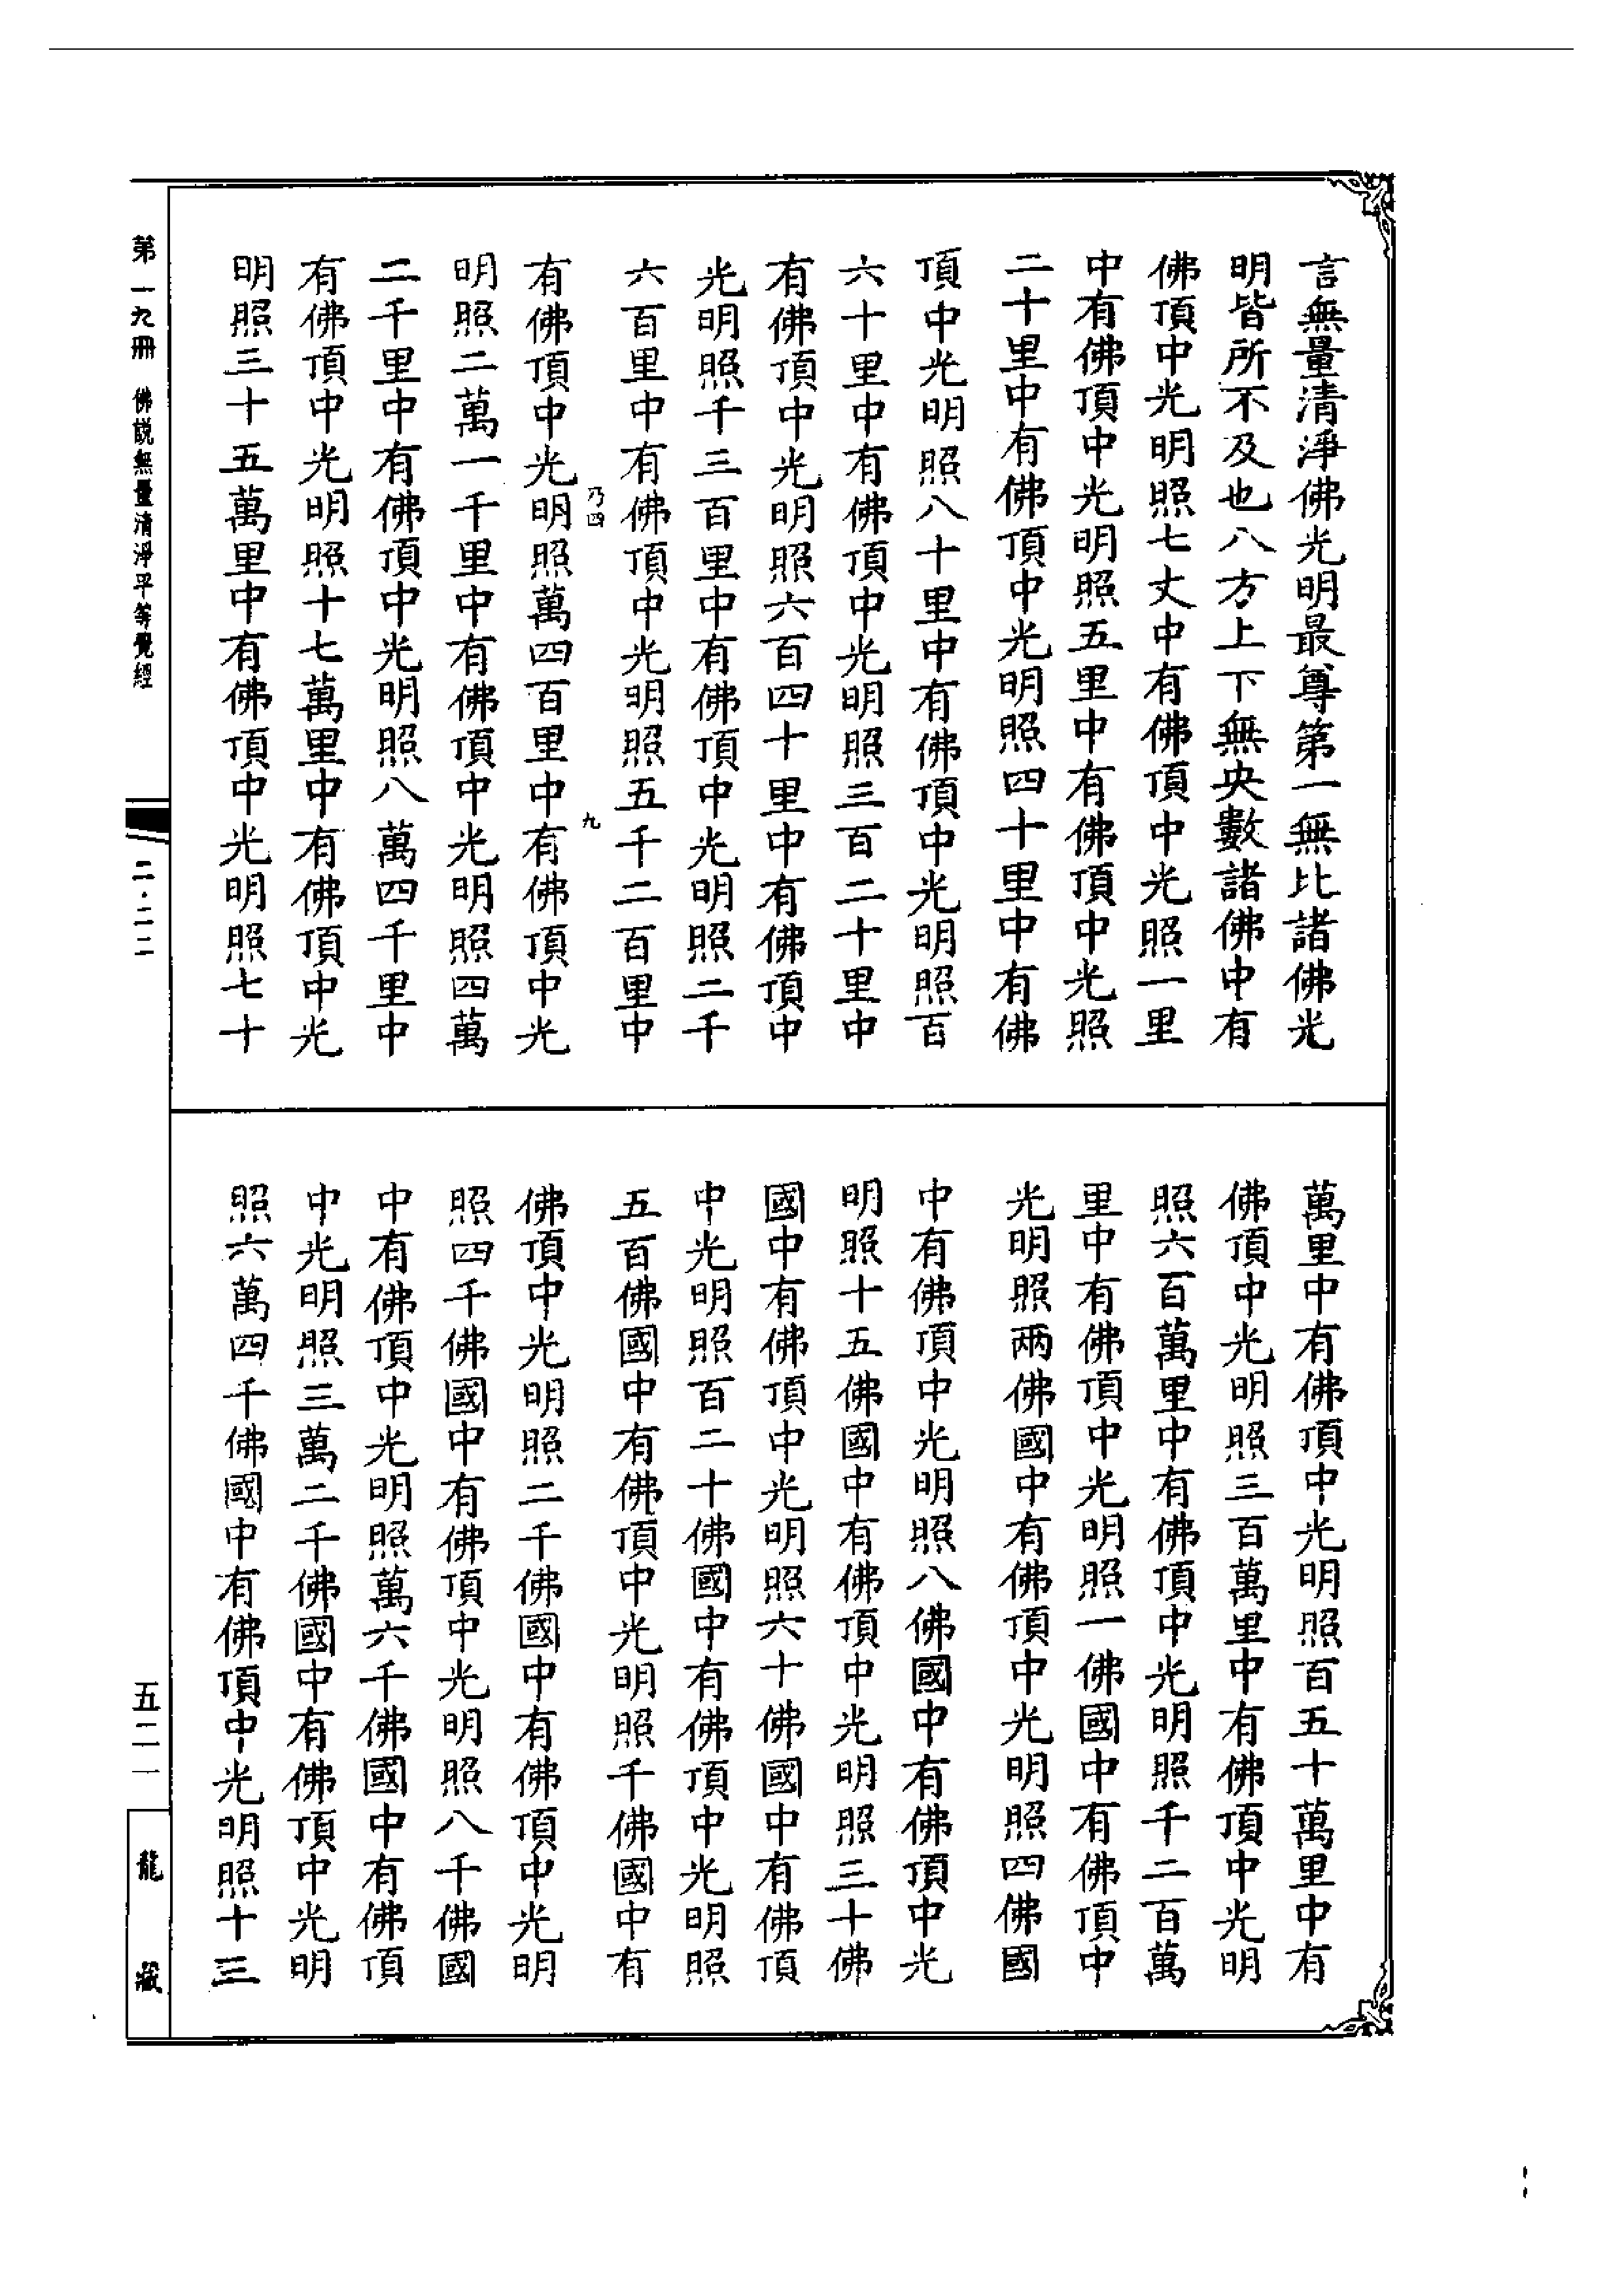 言無量清淨佛光明最尊第一無比諸佛光
明皆所不及也八方上下無央數諸佛中有
佛頂中光明照七丈中有佛頂中光照一里
中有佛頂中光明照五里中有佛頂中光照
二十里中有佛頂中光明照四十里中有佛
頂中光明照八十里中有佛頂中光明照百
六十里中有佛頂中光明照三百二十里中
有佛頂中光明照六百四十里中有佛頂中
光明照千三百里中有佛頂中光明照二千
六百里中有佛頂中光明照五千二百里中
乃四
九
有佛頂中光明照萬四百里中有佛頂中光
明照二萬一千里中有佛頂中光明照四萬
二千里中有佛頂中光明照八萬四千里中
有佛頂中光明照十七萬里中有佛頂中光
明照三十五萬里中有佛頂中光明照七十
萬里中有佛頂中光明照百五十萬里中有
佛頂中光明照三百萬里中有佛頂中光明
照六百萬里中有佛頂中光明照千二百萬
里中有佛頂中光明照一佛國中有佛頂中
光明照兩佛國中有佛頂中光明照四佛國
中有佛頂中光明照八佛國中有佛頂中光
明照十五佛國中有佛頂中光明照三十佛
國中有佛頂中光明照六十佛國中有佛頂
中光明照百二十佛國中有佛頂中光明照
五百佛國中有佛頂中光明照千佛國中有
佛頂中光明照二千佛國中有佛頂中光明
照四千佛國中有佛頂中光明照八千佛國
中有佛頂中光明照萬六千佛國中有佛頂
中光明照三萬二千佛國中有佛頂中光明
照六萬四千佛國中有佛頂中光明照十三
第一九冊 佛說無量清淨平等覺經
二·二二
五二一
龍藏